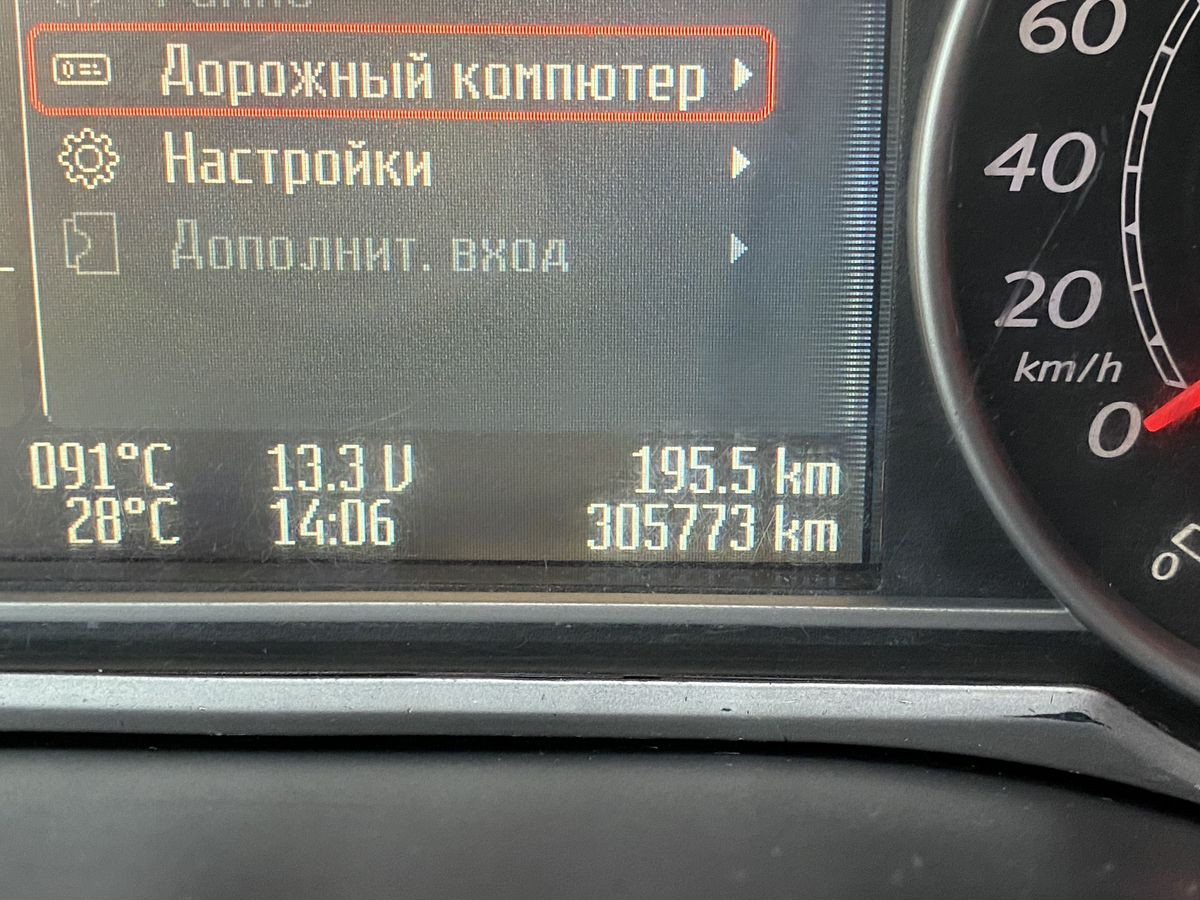 Дорожный компютер
Настройки
Дополнит. вход
091°C 13.3 V 195.5 km
28°C 14:06 305773 km
60
40
20
km/h
0